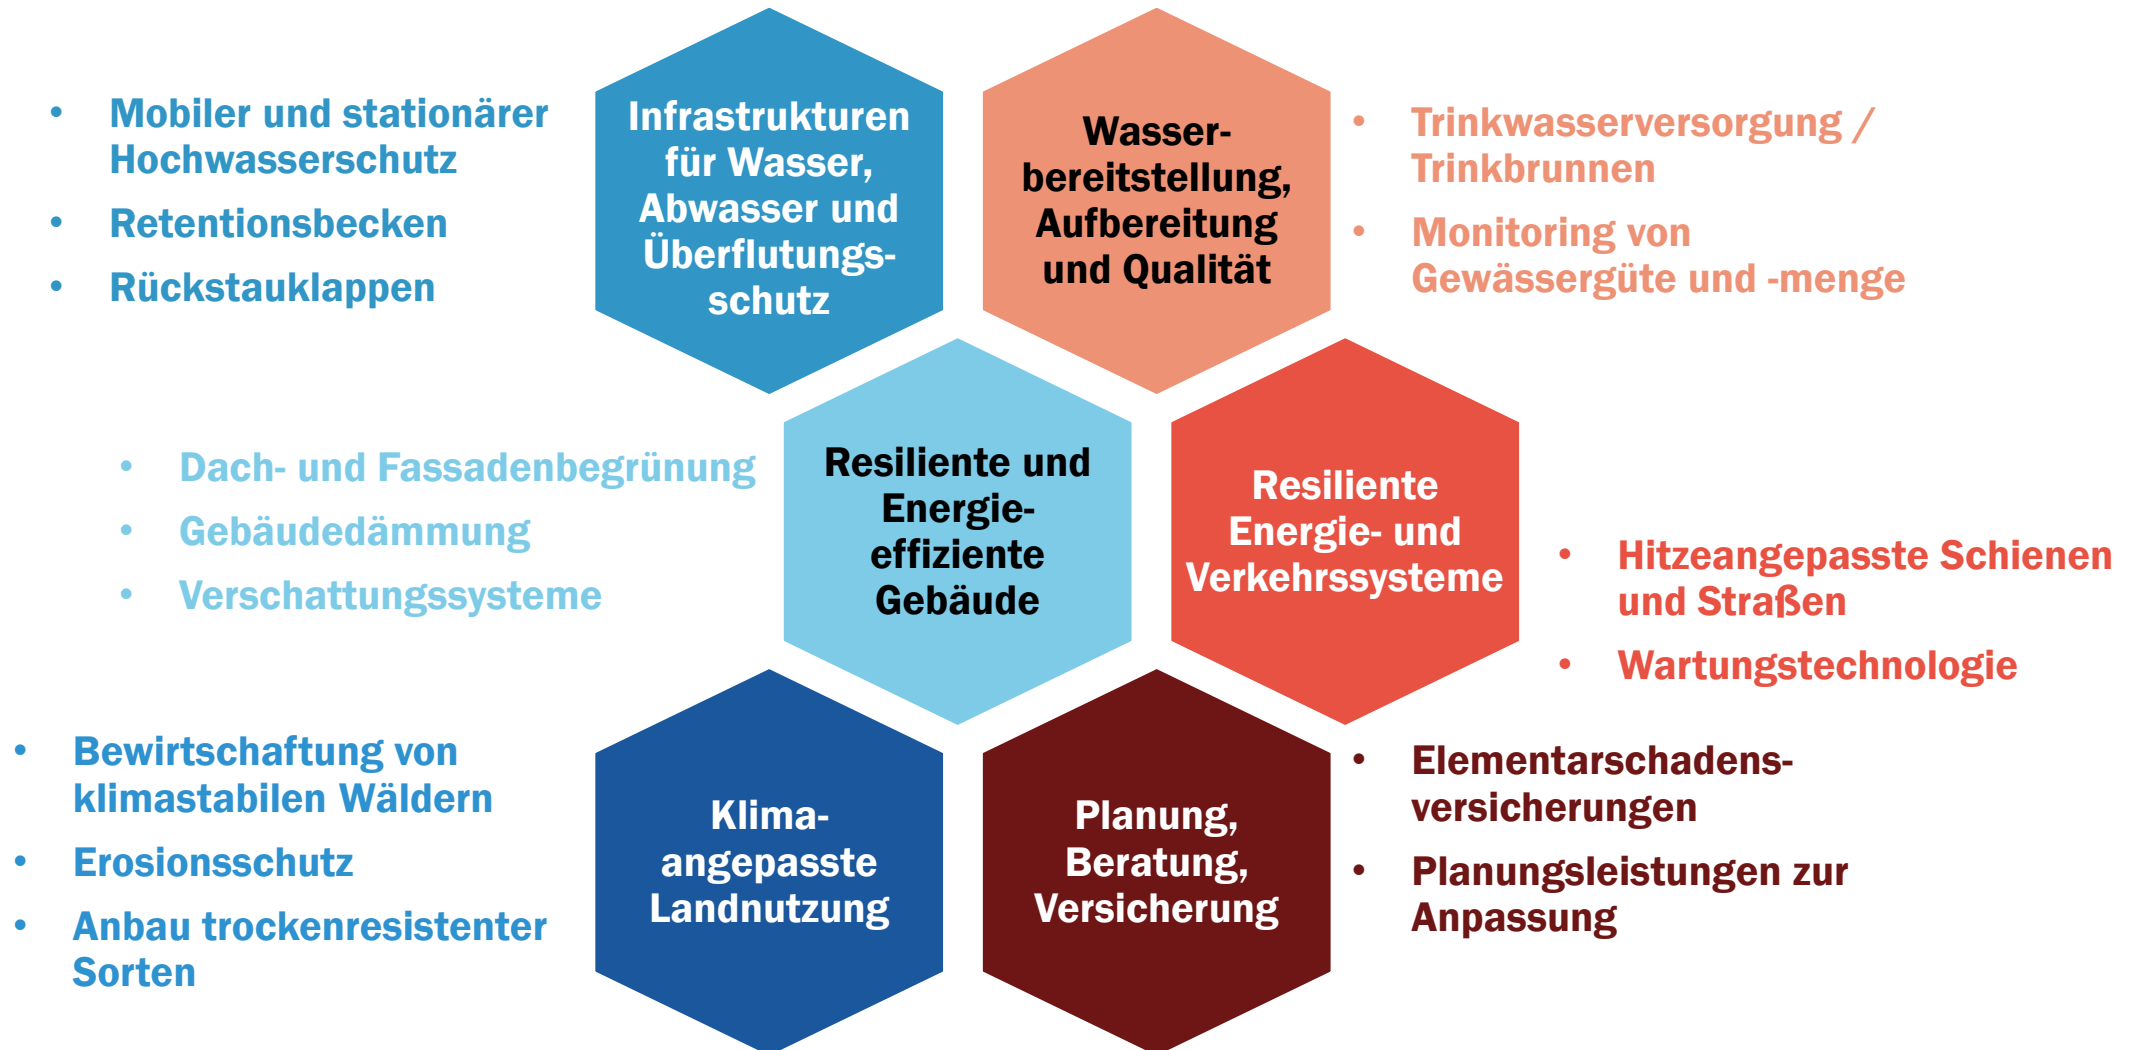 • Mobiler und stationärer
Hochwasserschutz
• Retentionsbecken
• Rückstauklappen
Infrastrukturen
für Wasser,
Abwasser und
Überflutungs-
schutz
Wasser-
bereitstellung,
Aufbereitung
und Qualität
• Trinkwasserversorgung /
Trinkbrunnen
• Monitoring von
Gewässergüte und -menge
• Dach- und Fassadenbegrünung
• Gebäudedämmung
• Verschattungssysteme
Resiliente und
Energie-
effiziente
Gebäude
Resiliente
Energie- und
Verkehrssysteme
• Hitzeangepasste Schienen
und Straßen
• Wartungstechnologie
• Bewirtschaftung von
klimastabilen Wäldern
• Erosionsschutz
• Anbau trockenresistenter
Sorten
Klima-
angepasste
Landnutzung
Planung,
Beratung,
Versicherung
• Elementarschadens-
versicherungen
• Planungsleistungen zur
Anpassung